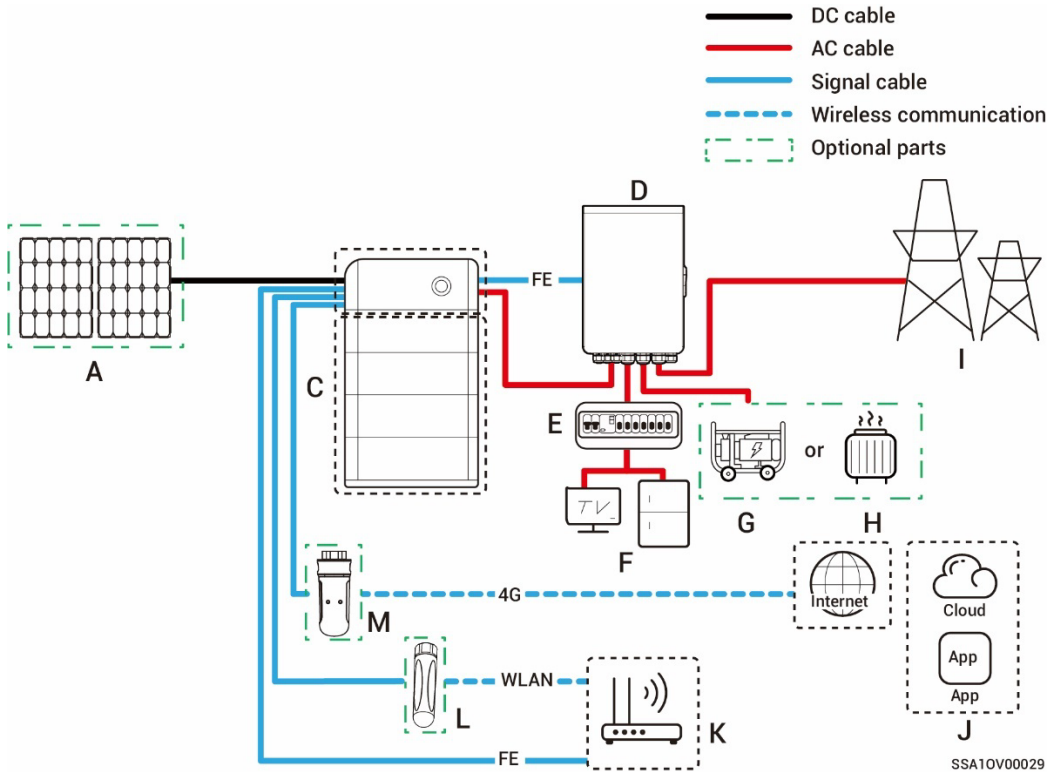 DC cable
AC cable
Signal cable
Wireless communication
Optional parts
D
FE
A
C
I
E
or
TV
G
H
F
Internet
Cloud
4G
M
App
App
WLAN
L
K
J
FE
SSA1OV00029